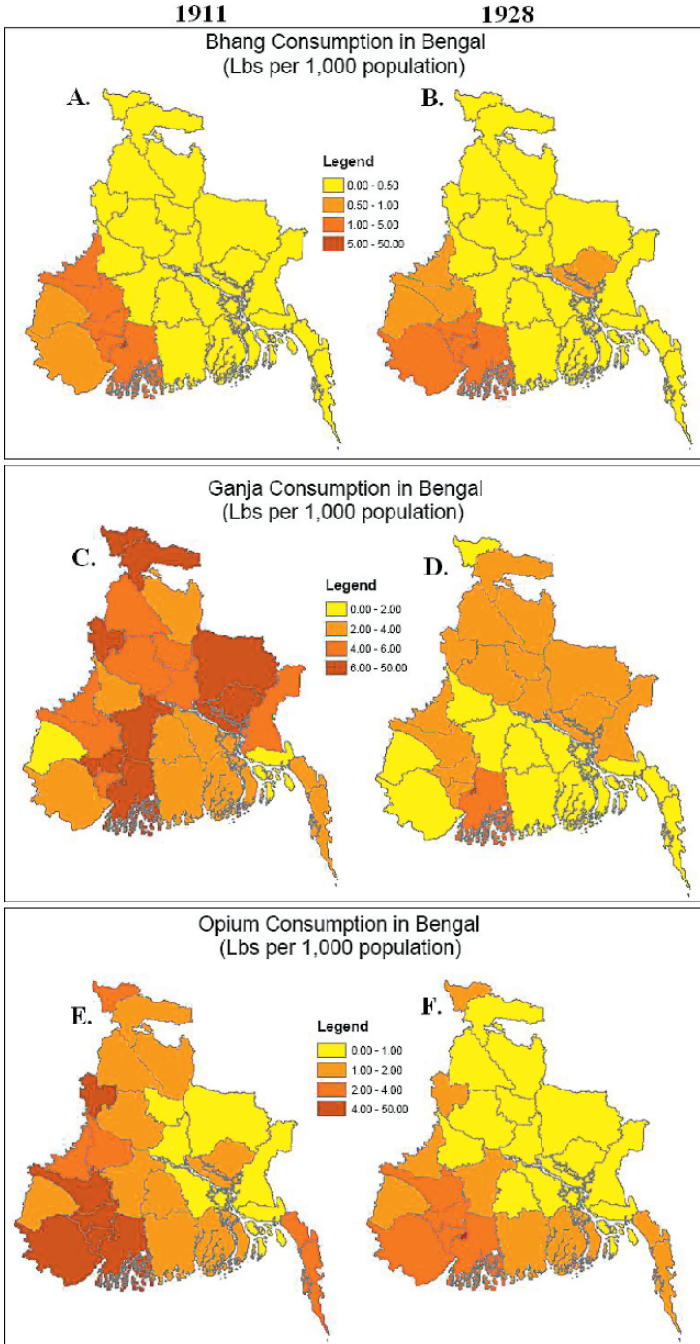 1911 1928
Bhang Consumption in Bengal
(Lbs per 1,000 population)
A. B.
Legend
0.00 - 0.50
0.50 - 1.00
1.00 - 5.00
5.00 - 50.00
Ganja Consumption in Bengal
(Lbs per 1,000 population)
C. D.
Legend
0.00 - 2.00
2.00 - 4.00
4.00 - 6.00
6.00 - 50.00
Opium Consumption in Bengal
(Lbs per 1,000 population)
E. F.
Legend
0.00 - 1.00
1.00 - 2.00
2.00 - 4.00
4.00 - 50.00